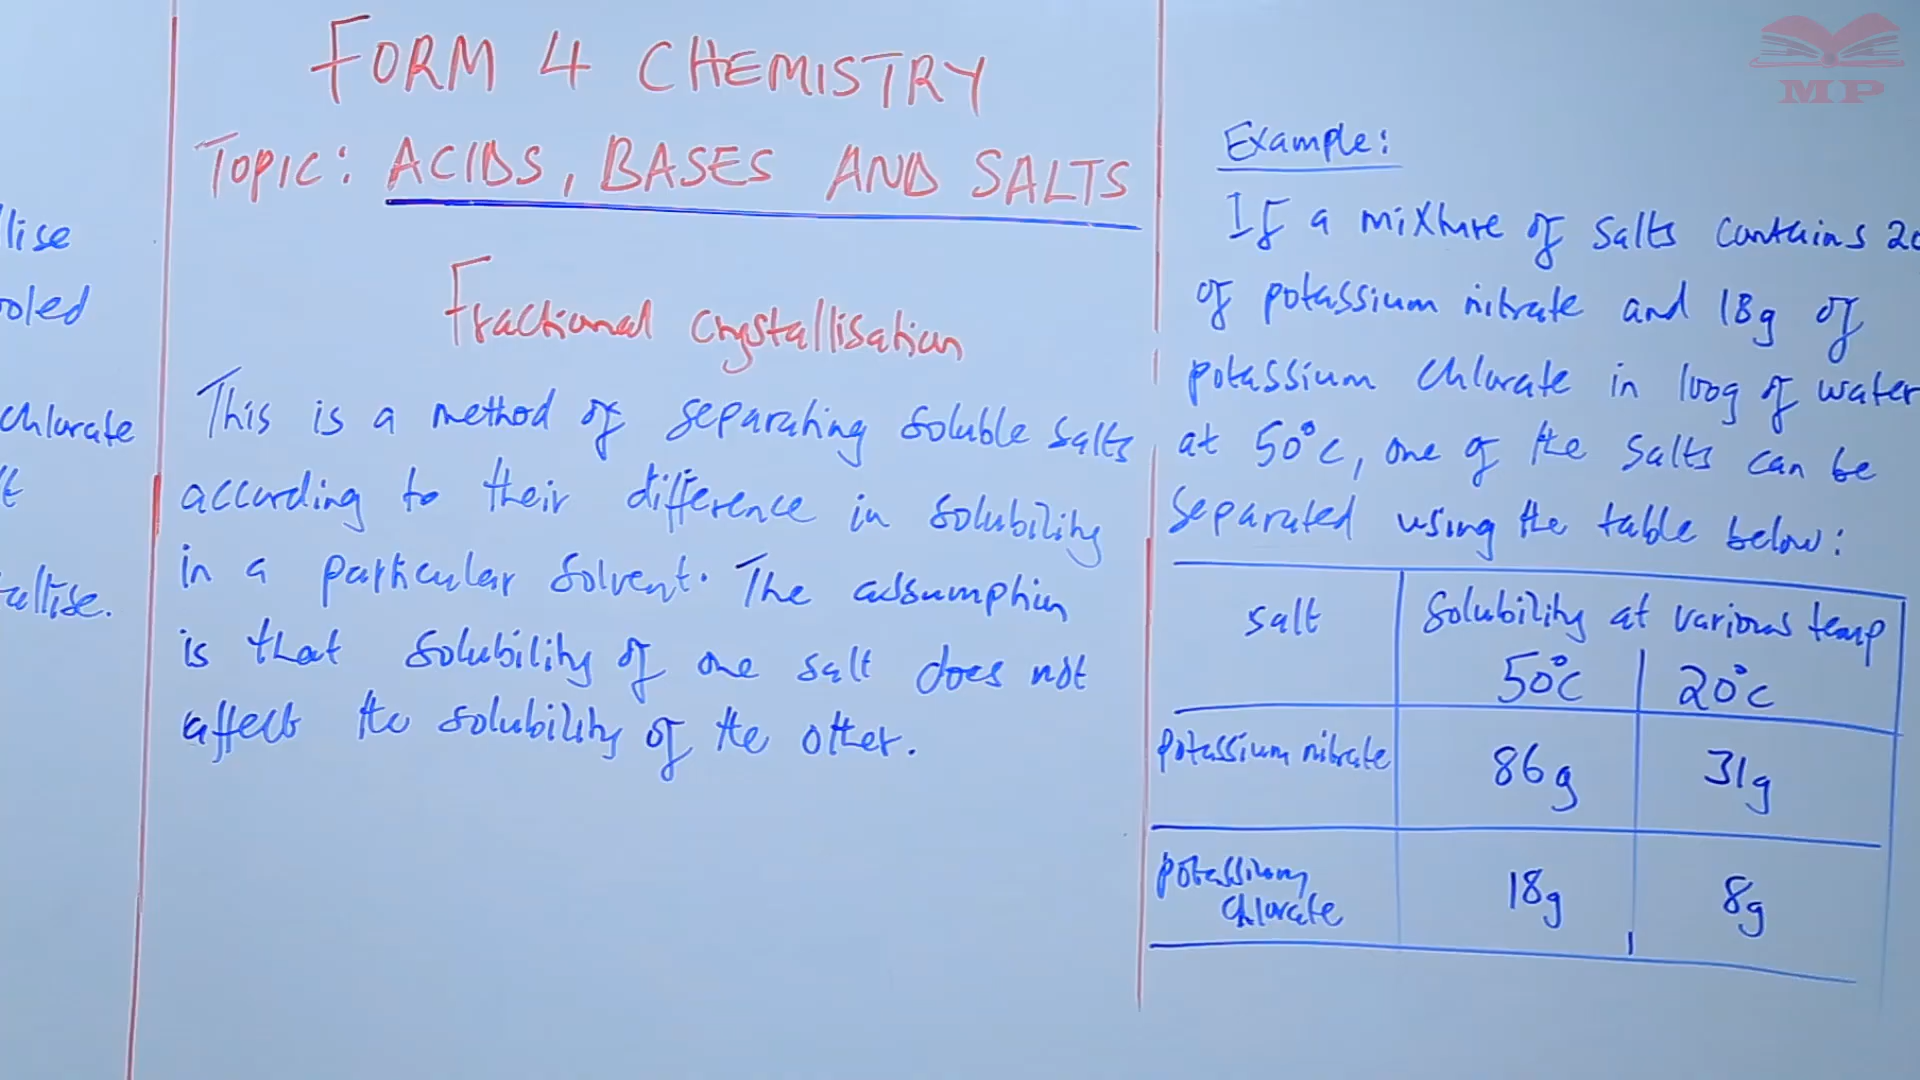 FORM 4 CHEMISTRY
TOPIC: ACIDS, BASES AND SALTS
Fractional crystallisation
This is a method of separating soluble salts
according to their difference in solubility
in a particular solvent. The assumption
is that solubility of one salt does not
affect the solubility of the other.
lise
ooled
chlorate
Example:
If a mixture of salts contains 20
of potassium nitrate and 18g of
potassium chlorate in 100g of water
at 50°c, one of the salts can be
separated using the table below:
salt
solubility at various temp
50°c 20°c
potassium nitrate 86g 31g
potassium
chlorate 18g 8g
MP